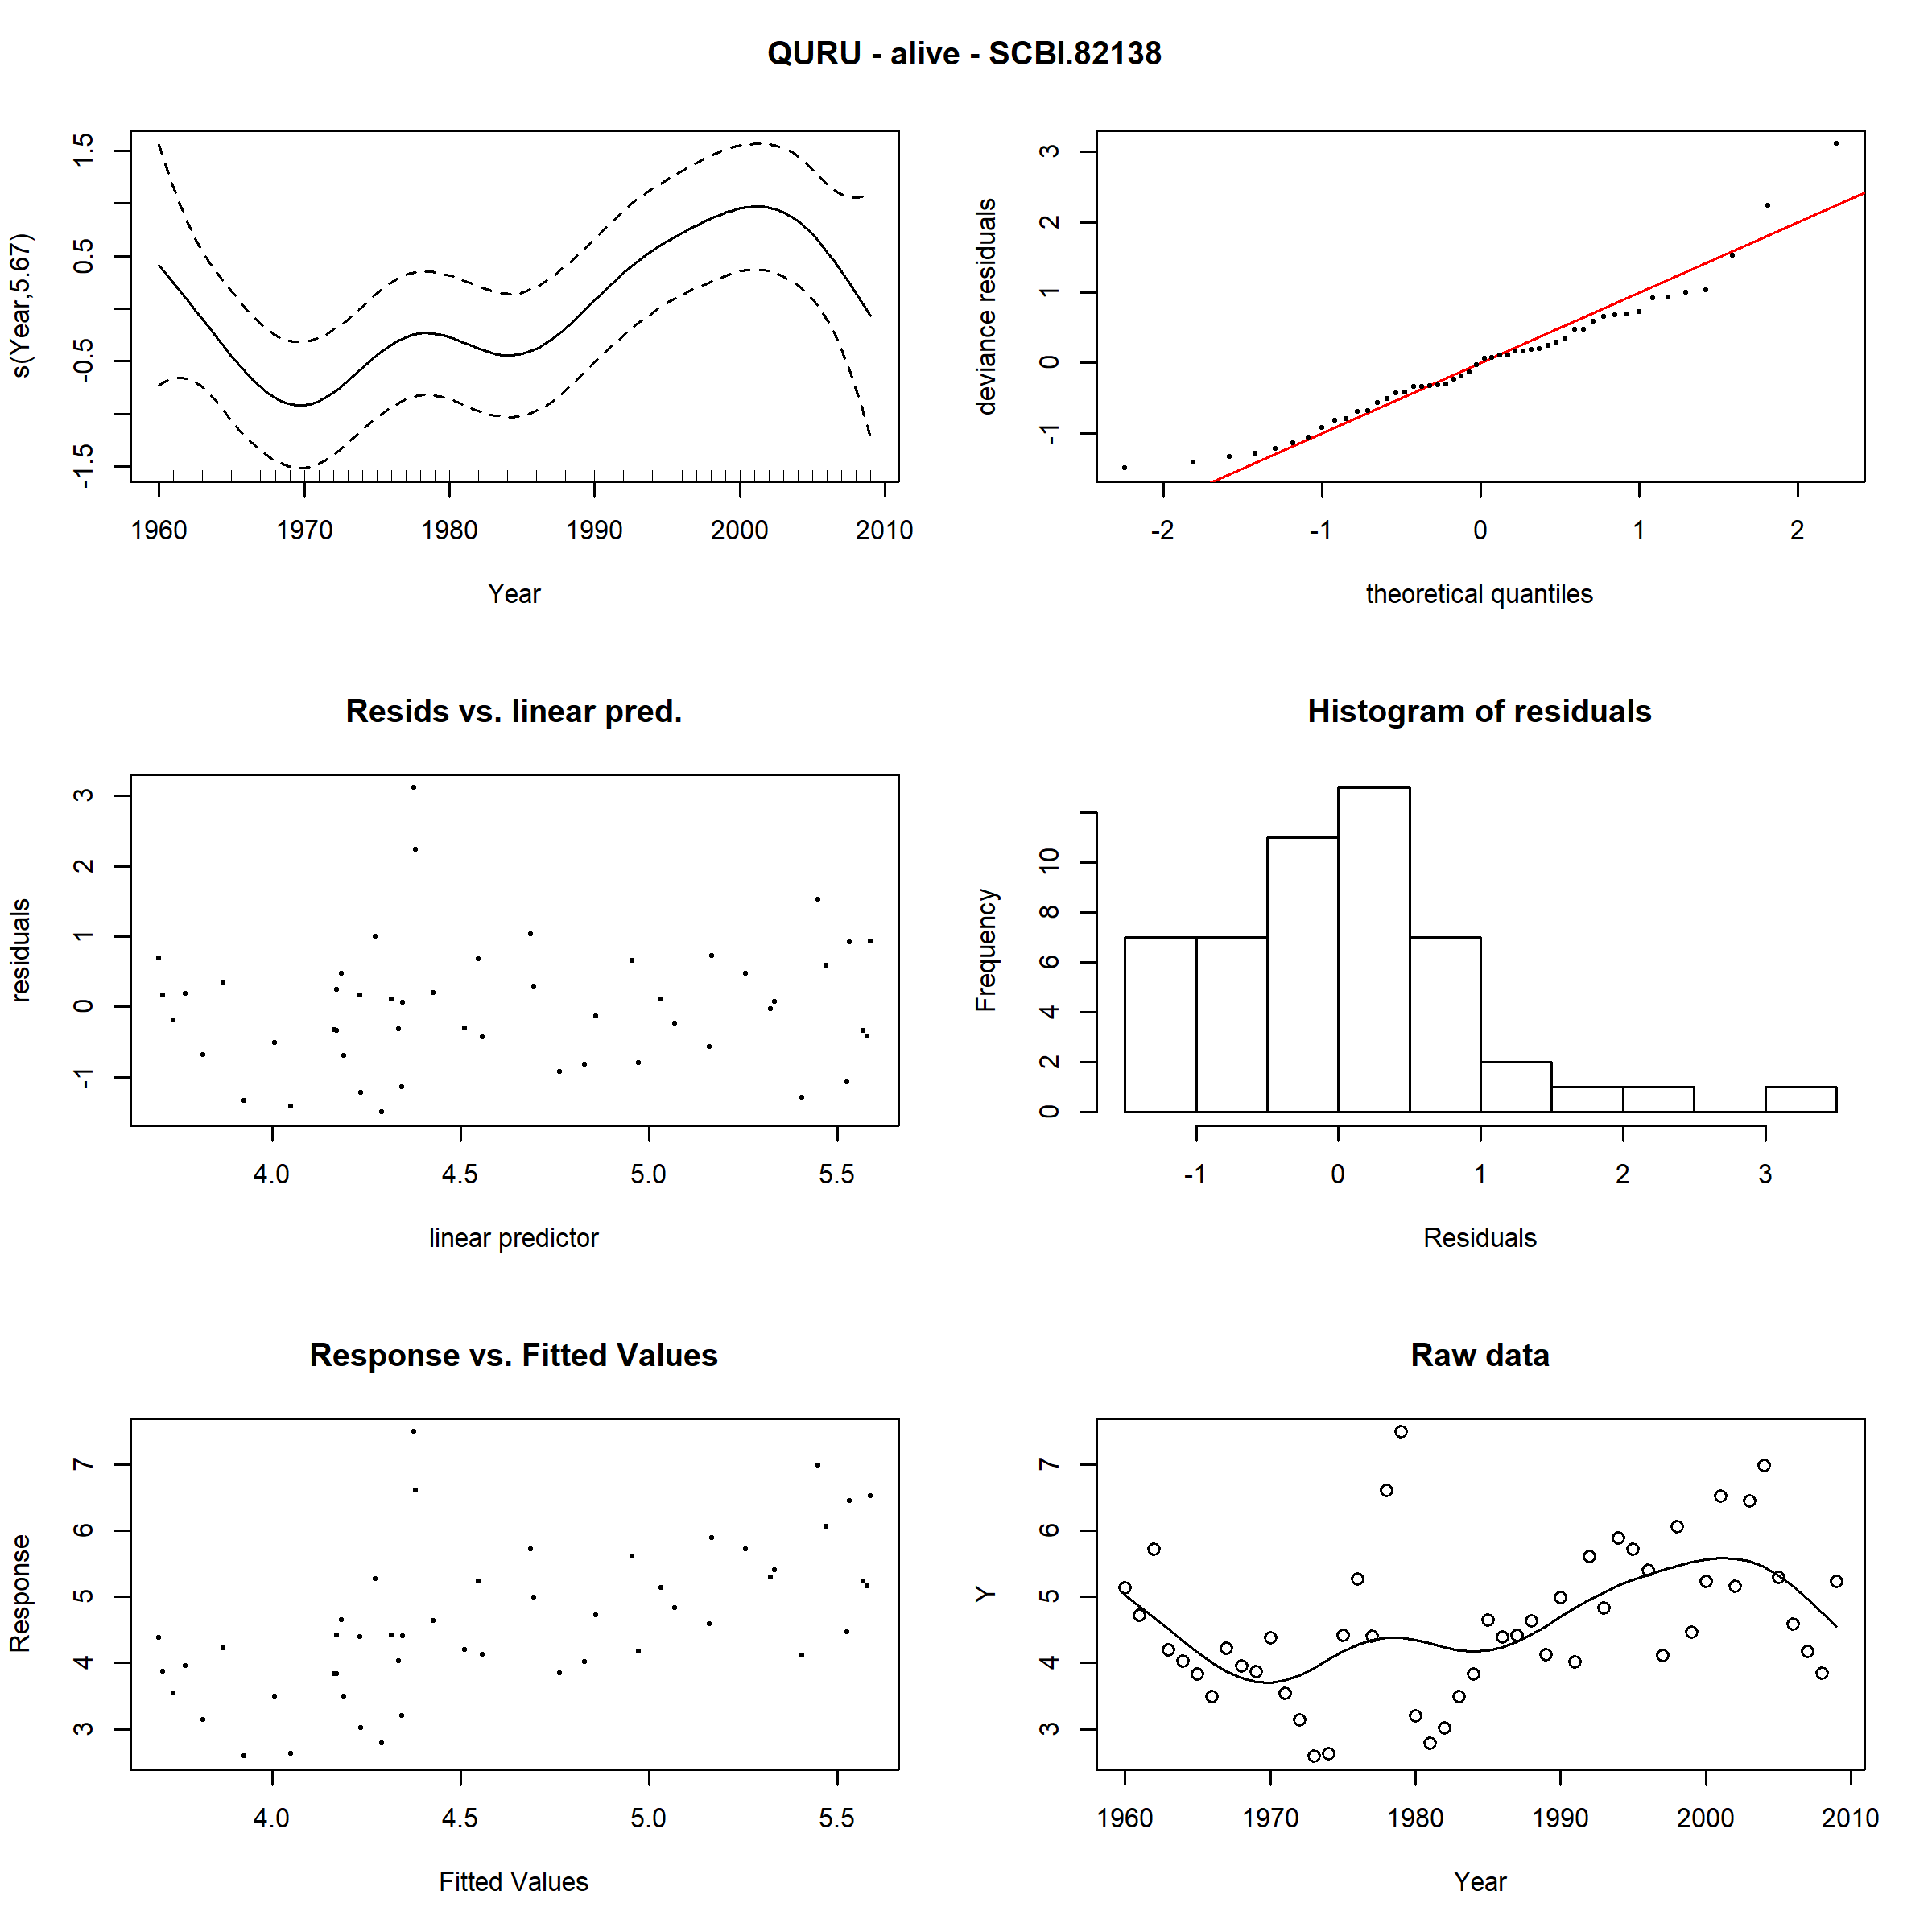 QURU - alive - SCBI.82138
s(Year,5.67)
-1.5 -0.5 0.5 1.5
1960 1970 1980 1990 2000 2010
Year
deviance residuals
-1 0 1 2 3
-2 -1 0 1 2
theoretical quantiles
Resids vs. linear pred.
residuals
-1 0 1 2 3
4.0 4.5 5.0 5.5
linear predictor
Histogram of residuals
Frequency
0 2 4 6 8 10
-1 0 1 2 3
Residuals
Response vs. Fitted Values
Response
3 4 5 6 7
4.0 4.5 5.0 5.5
Fitted Values
Raw data
Y
3 4 5 6 7
1960 1970 1980 1990 2000 2010
Year